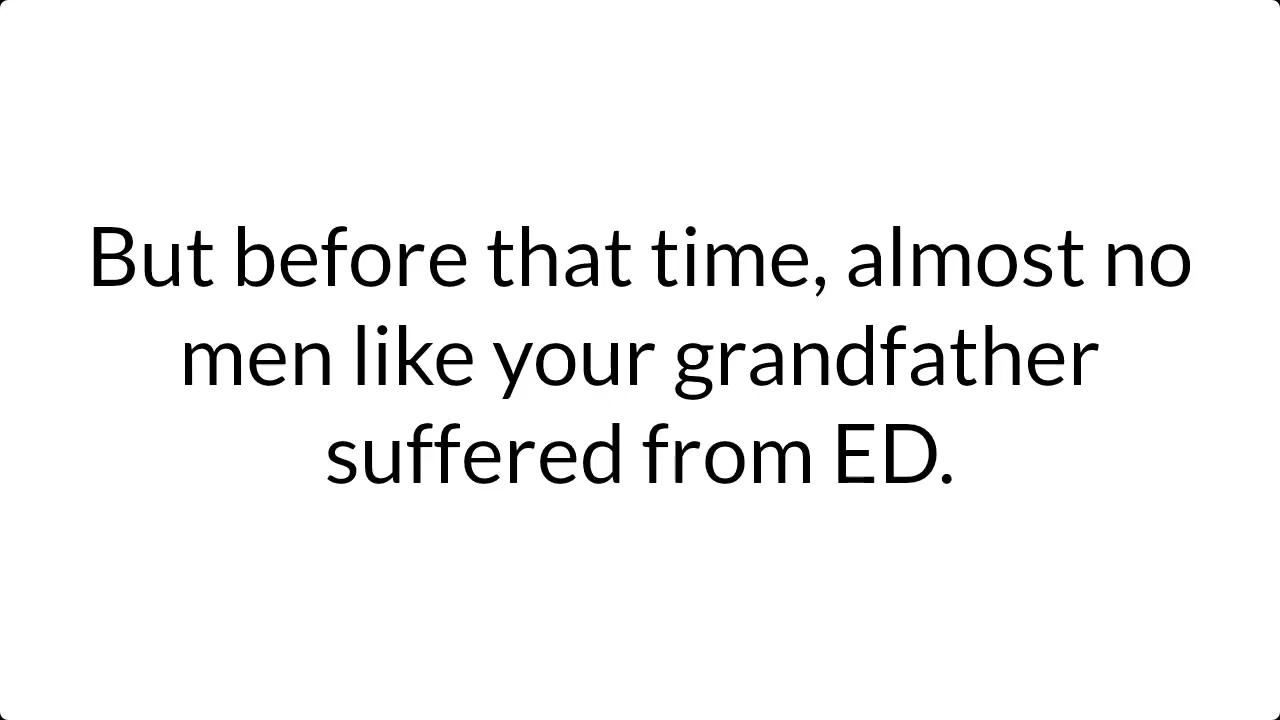 But before that time, almost no
men like your grandfather
suffered from ED.